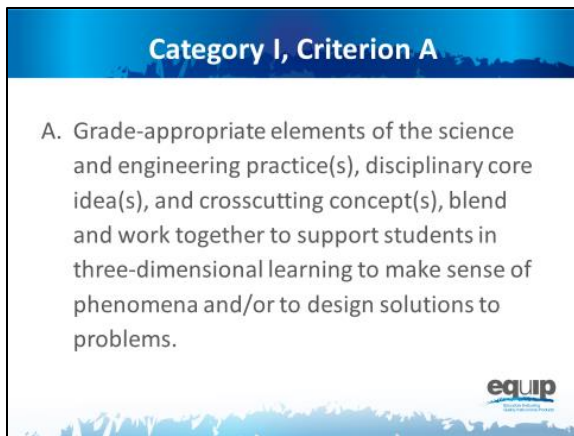 Category I, Criterion A
A. Grade-appropriate elements of the science
and engineering practice(s), disciplinary core
idea(s), and crosscutting concept(s), blend
and work together to support students in
three-dimensional learning to make sense of
phenomena and/or to design solutions to
problems.
equip